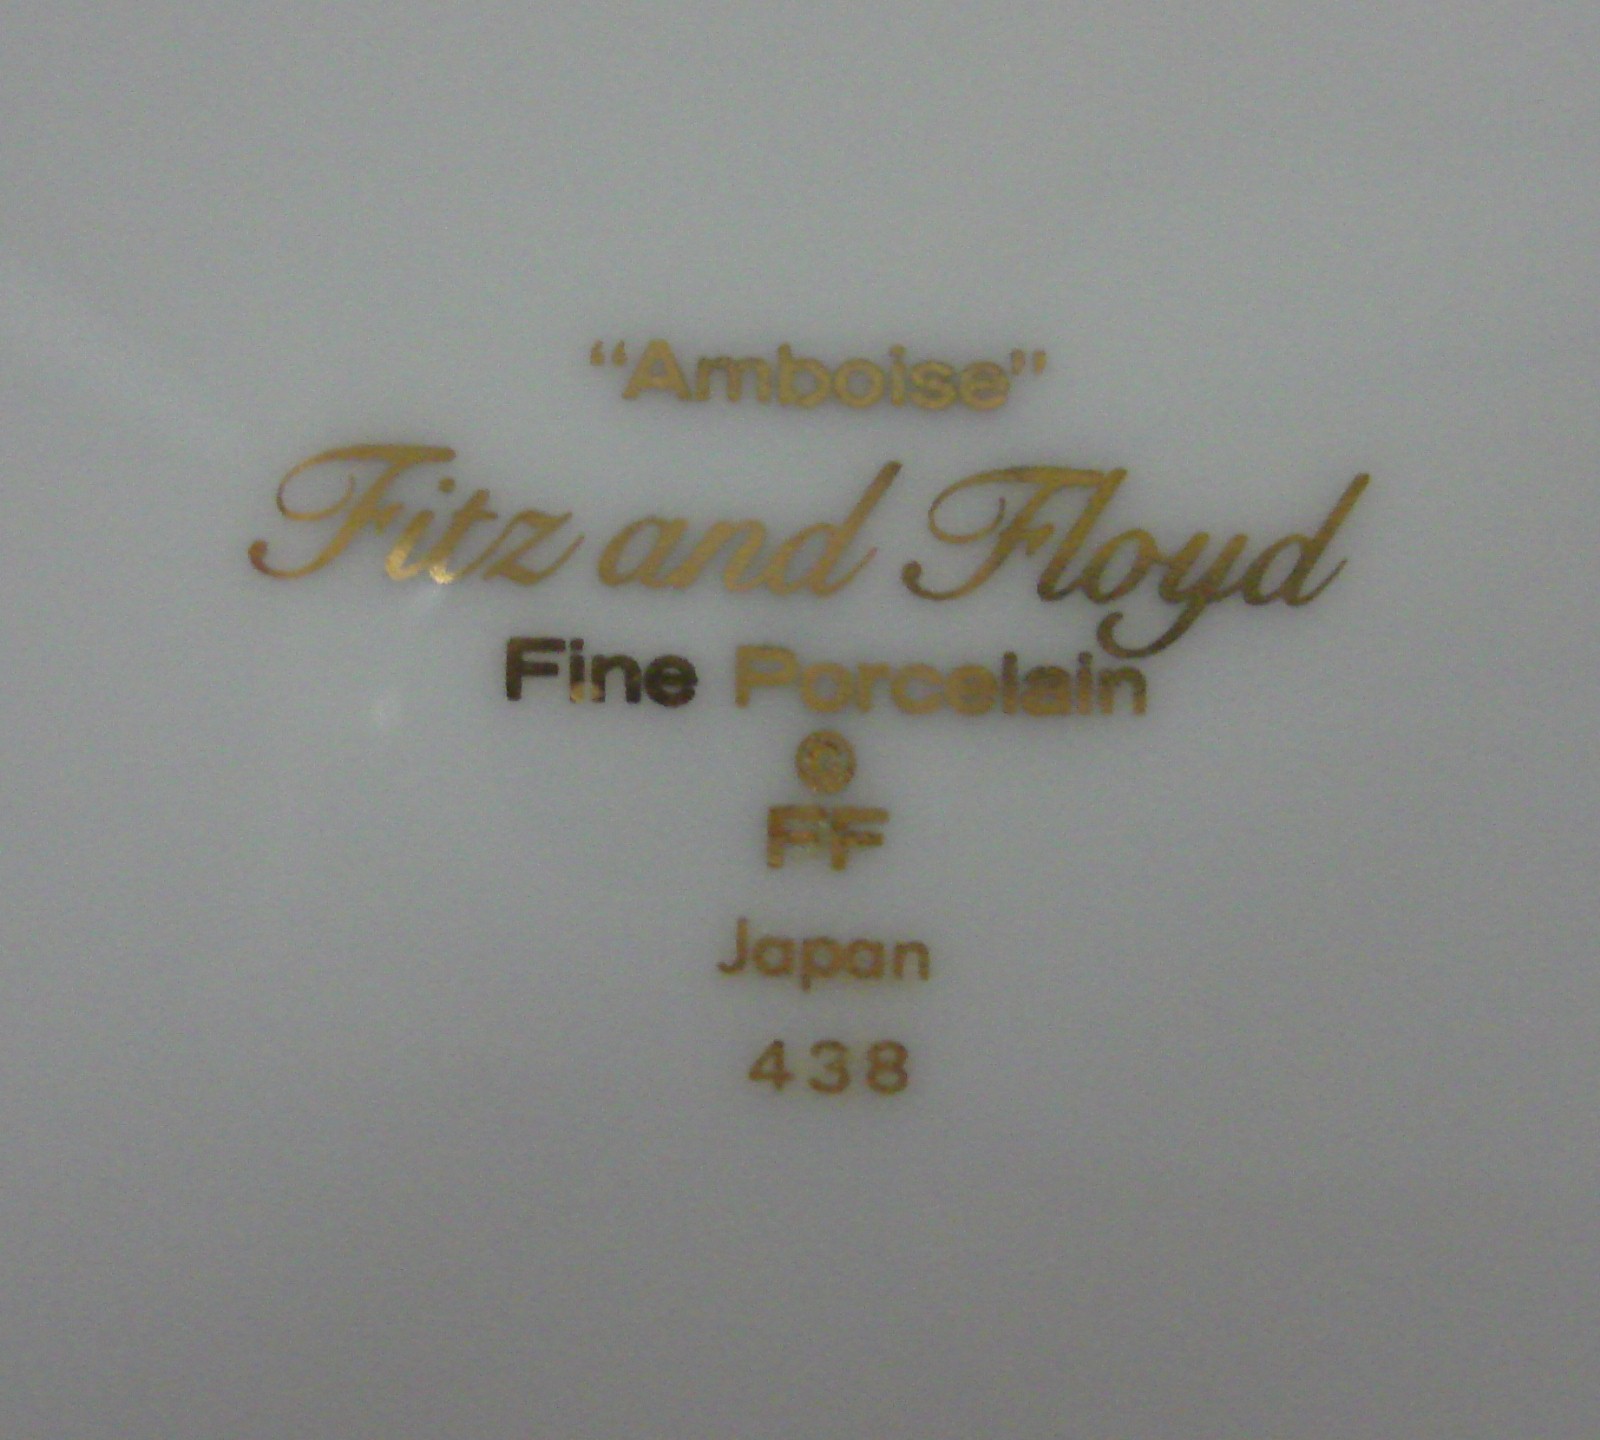 “Amboise”
Fitz and Floyd
Fine Porcelain
©
FF
Japan
438